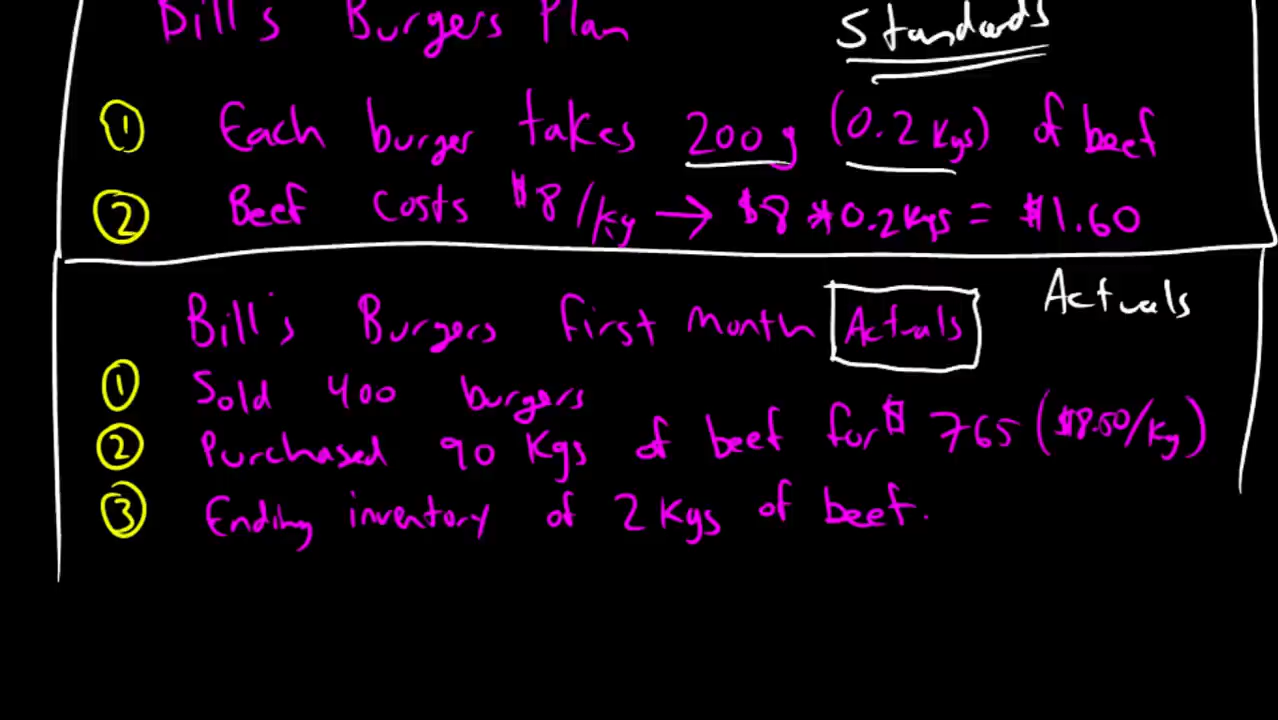 Bill's Burgers Plan
Standards
① Each burger takes 200g (0.2 Kgs) of beef
② Beef costs $8/kg → $8 * 0.2 Kgs = $1.60
Actuals
Bill's Burgers First Month Actuals
① Sold 400 burgers
② Purchased 90 Kgs of beef for $ 765 ($8.50/kg)
③ Ending inventory of 2 Kgs of beef.